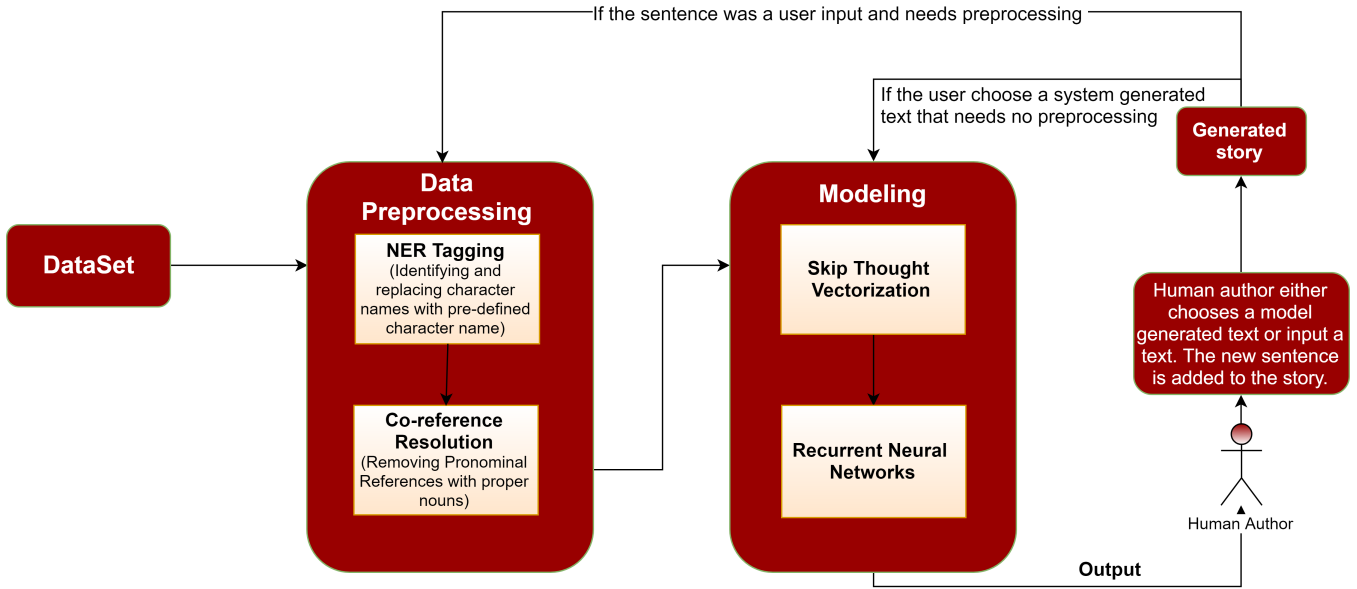 If the sentence was a user input and needs preprocessing
If the user choose a system generated
text that needs no preprocessing
Generated
story
Data
Preprocessing
Modeling
DataSet
NER Tagging
(Identifying and
replacing character
names with pre-defined
character name)
Skip Thought
Vectorization
Human author either
chooses a model
generated text or input a
text. The new sentence
is added to the story.
Co-reference
Resolution
(Removing Pronominal
References with proper
nouns)
Recurrent Neural
Networks
Human Author
Output